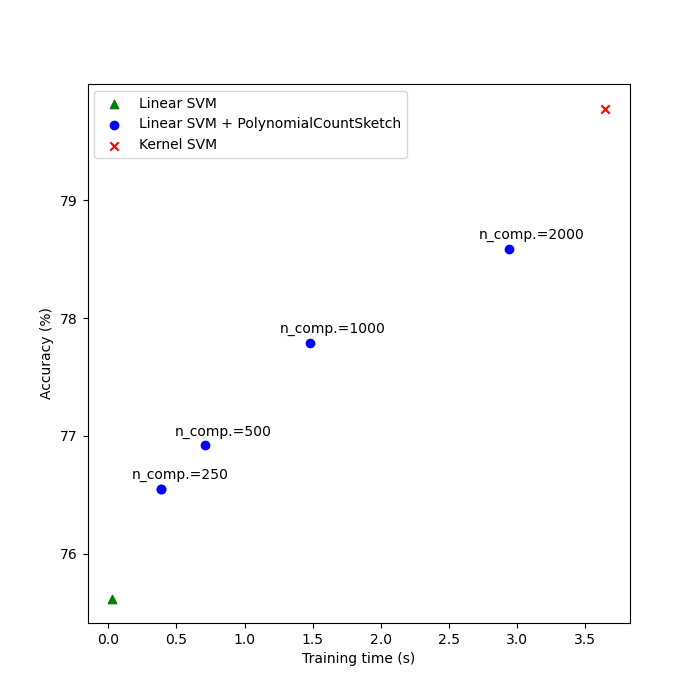 Linear SVM
Linear SVM + PolynomialCountSketch
Kernel SVM
79
n_comp.=2000
78
n_comp.=1000
Accuracy (%)
77
n_comp.=500
n_comp.=250
76
0.0 0.5 1.0 1.5 2.0 2.5 3.0 3.5
Training time (s)